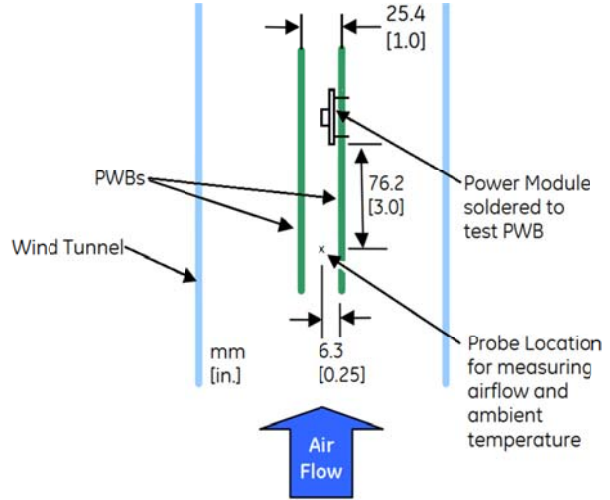 25.4
[1.0]
PWBs
76.2
[3.0]
Power Module
soldered to
test PWB
Wind Tunnel
x
mm
[in.]
6.3
[0.25]
Probe Location
for measuring
airflow and
ambient
temperature
Air
Flow